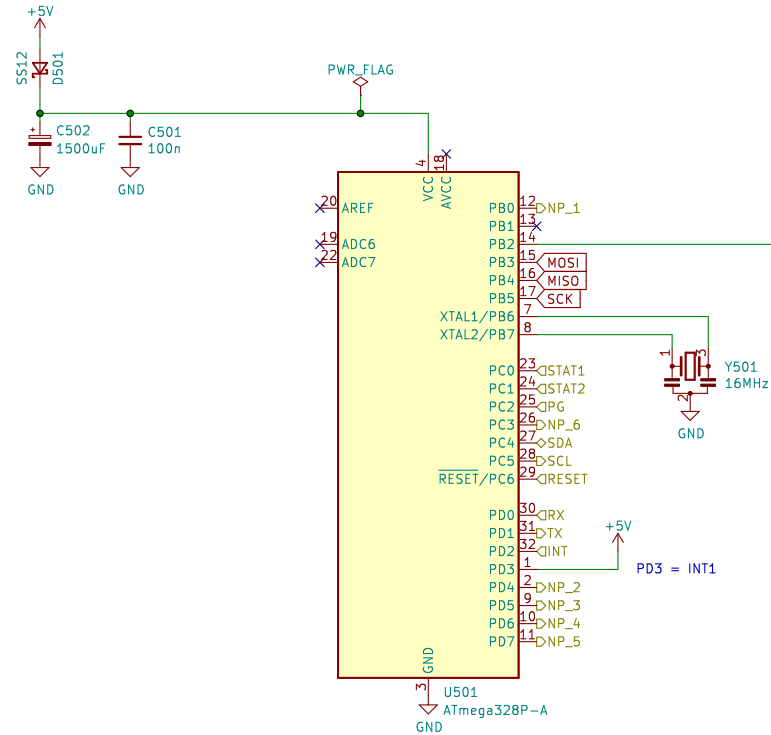 +5V
SS12
D501
PWR_FLAG
C502
1500uF
C501
100n
GND
GND
4
18
VCC
AVCC
20 AREF
19 ADC6
22 ADC7
PB0 12 NP_1
PB1 13
PB2 14
PB3 15 MOSI
PB4 16 MISO
PB5 17 SCK
XTAL1/PB6 7
XTAL2/PB7 8
1
3
2
Y501
16MHz
GND
PC0 23 STAT1
PC1 24 STAT2
PC2 25 PG
PC3 26 NP_6
PC4 27 SDA
PC5 28 SCL
RESET/PC6 29 RESET
PD0 30 RX
PD1 31 TX
PD2 32 INT
PD3 1
+5V
PD3 = INT1
PD4 2 NP_2
PD5 9 NP_3
PD6 10 NP_4
PD7 11 NP_5
GND
3
U501
ATmega328P-A
GND